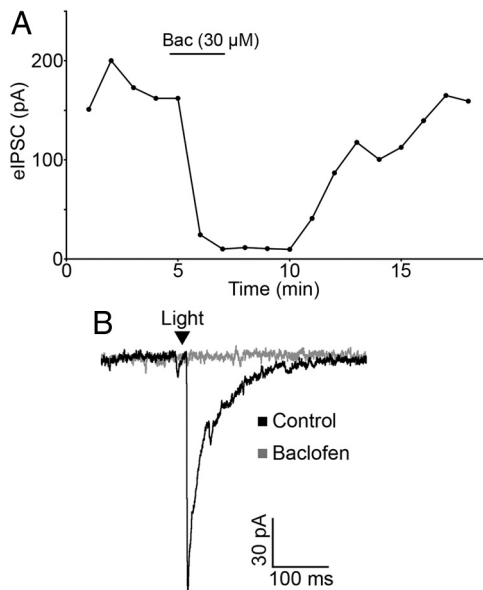 A
Bac (30 µM)
200
100
0
eIPSC (pA)
0
5
10
15
Time (min)
B
Light
Control
Baclofen
30 pA
100 ms